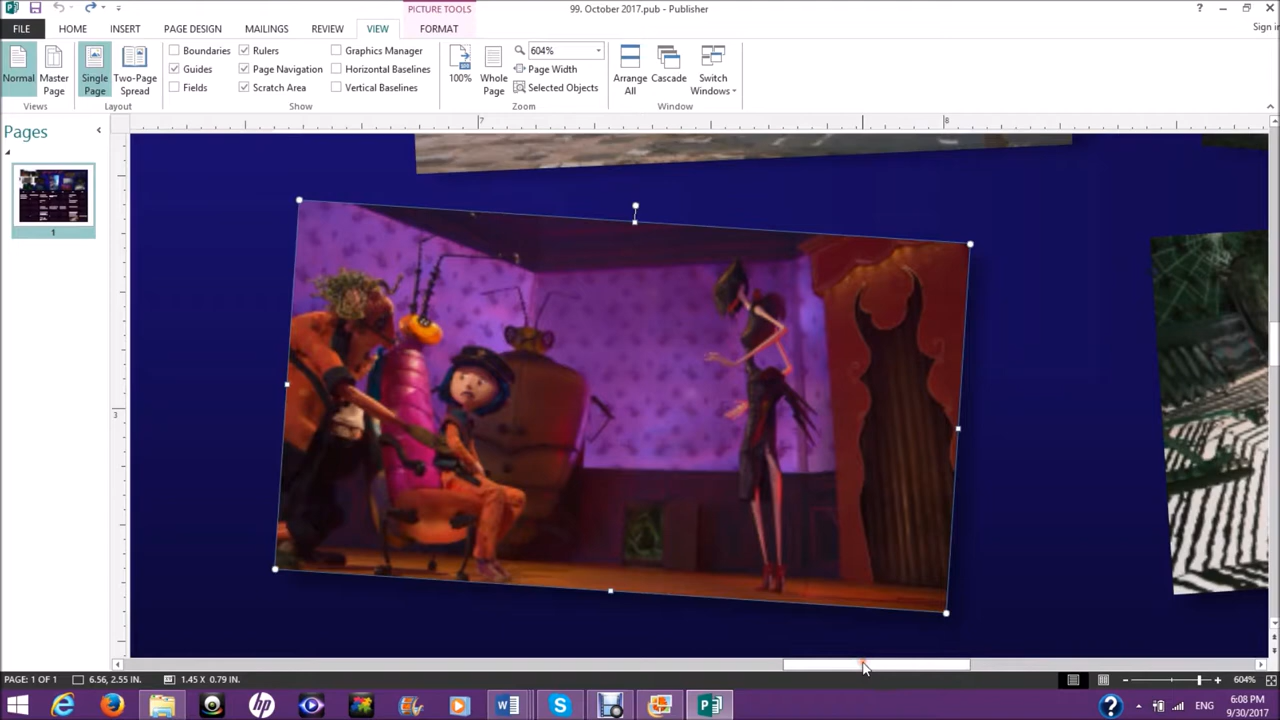 PICTURE TOOLS
99. October 2017.pub - Publisher
FILE HOME INSERT PAGE DESIGN MAILINGS REVIEW VIEW FORMAT
Sign in
Normal
Master Page
Views
Single Page
Two-Page Spread
Layout
Boundaries
Guides
Fields
Rulers
Page Navigation
Scratch Area
Graphics Manager
Horizontal Baselines
Vertical Baselines
Show
100%
Whole Page
604%
Page Width
Selected Objects
Zoom
Arrange All
Cascade
Switch Windows
Window
Pages
1
7
8
3
PAGE: 1 OF 1
6.56, 2.55 IN.
1.45 X 0.79 IN.
604%
ENG
6:08 PM
9/30/2017